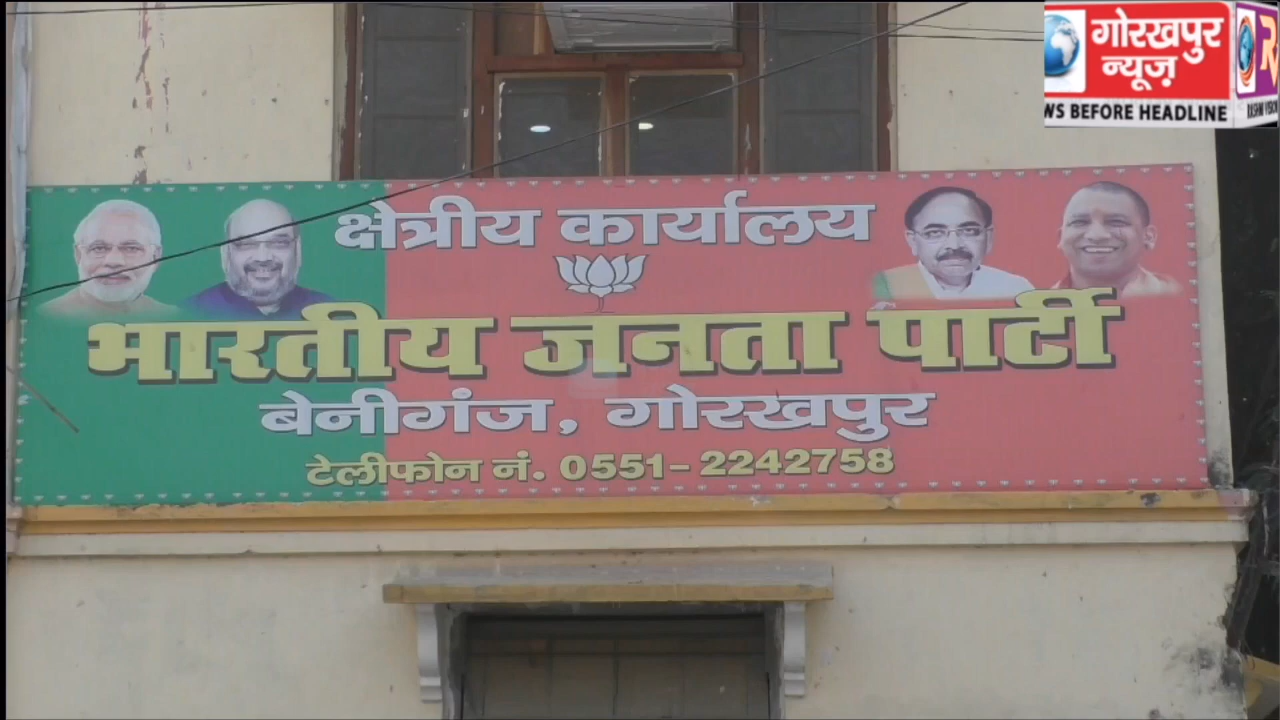 गोरखपुर
न्यूज़
WS BEFORE HEADLINE
क्षेत्रीय कार्यालय
भारतीय जनता पार्टी
बेनीगंज, गोरखपुर
टेलीफोन नं. 0551-2242758